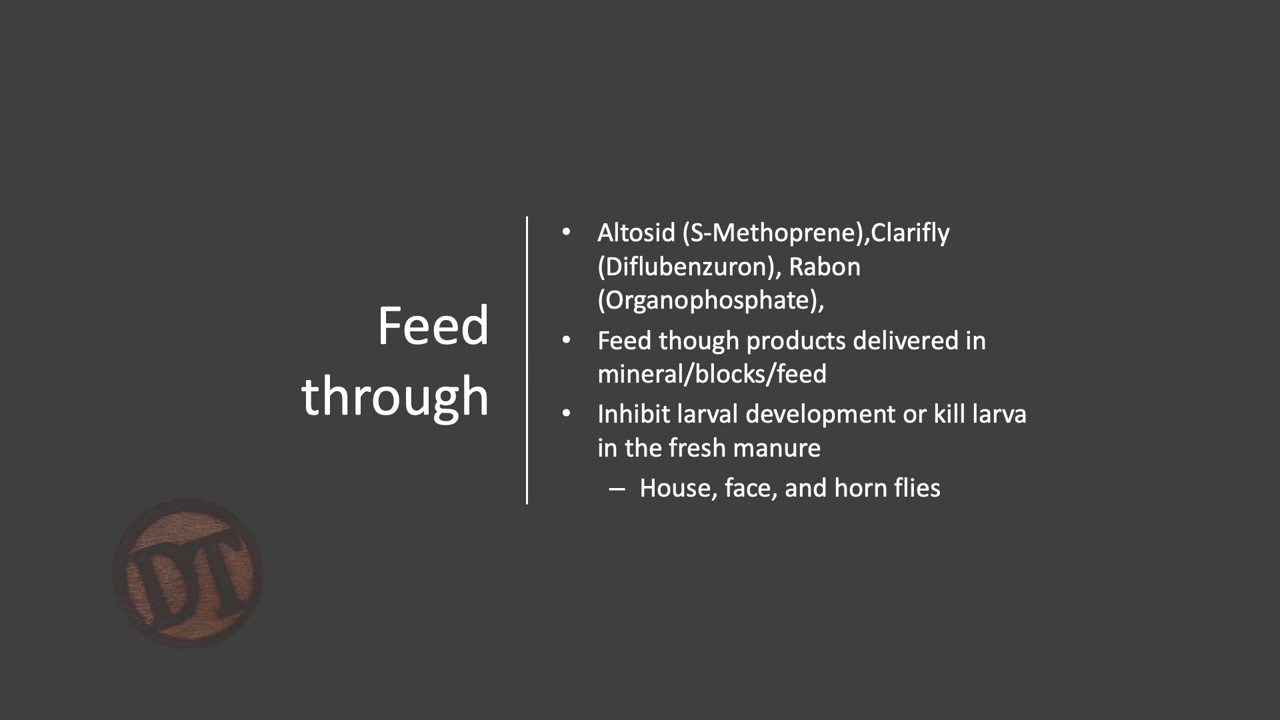 Feed
through
• Altosid (S-Methoprene),Clarifly
(Diflubenzuron), Rabon
(Organophosphate),
• Feed though products delivered in
mineral/blocks/feed
• Inhibit larval development or kill larva
in the fresh manure
– House, face, and horn flies
DT